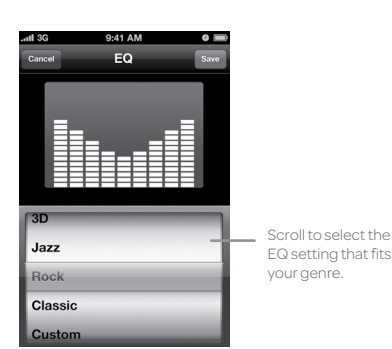 3G 9:41 AM
Cancel EQ Save
3D
Jazz
Rock
Classic
Custom
Scroll to select the
EQ setting that fits
your genre.